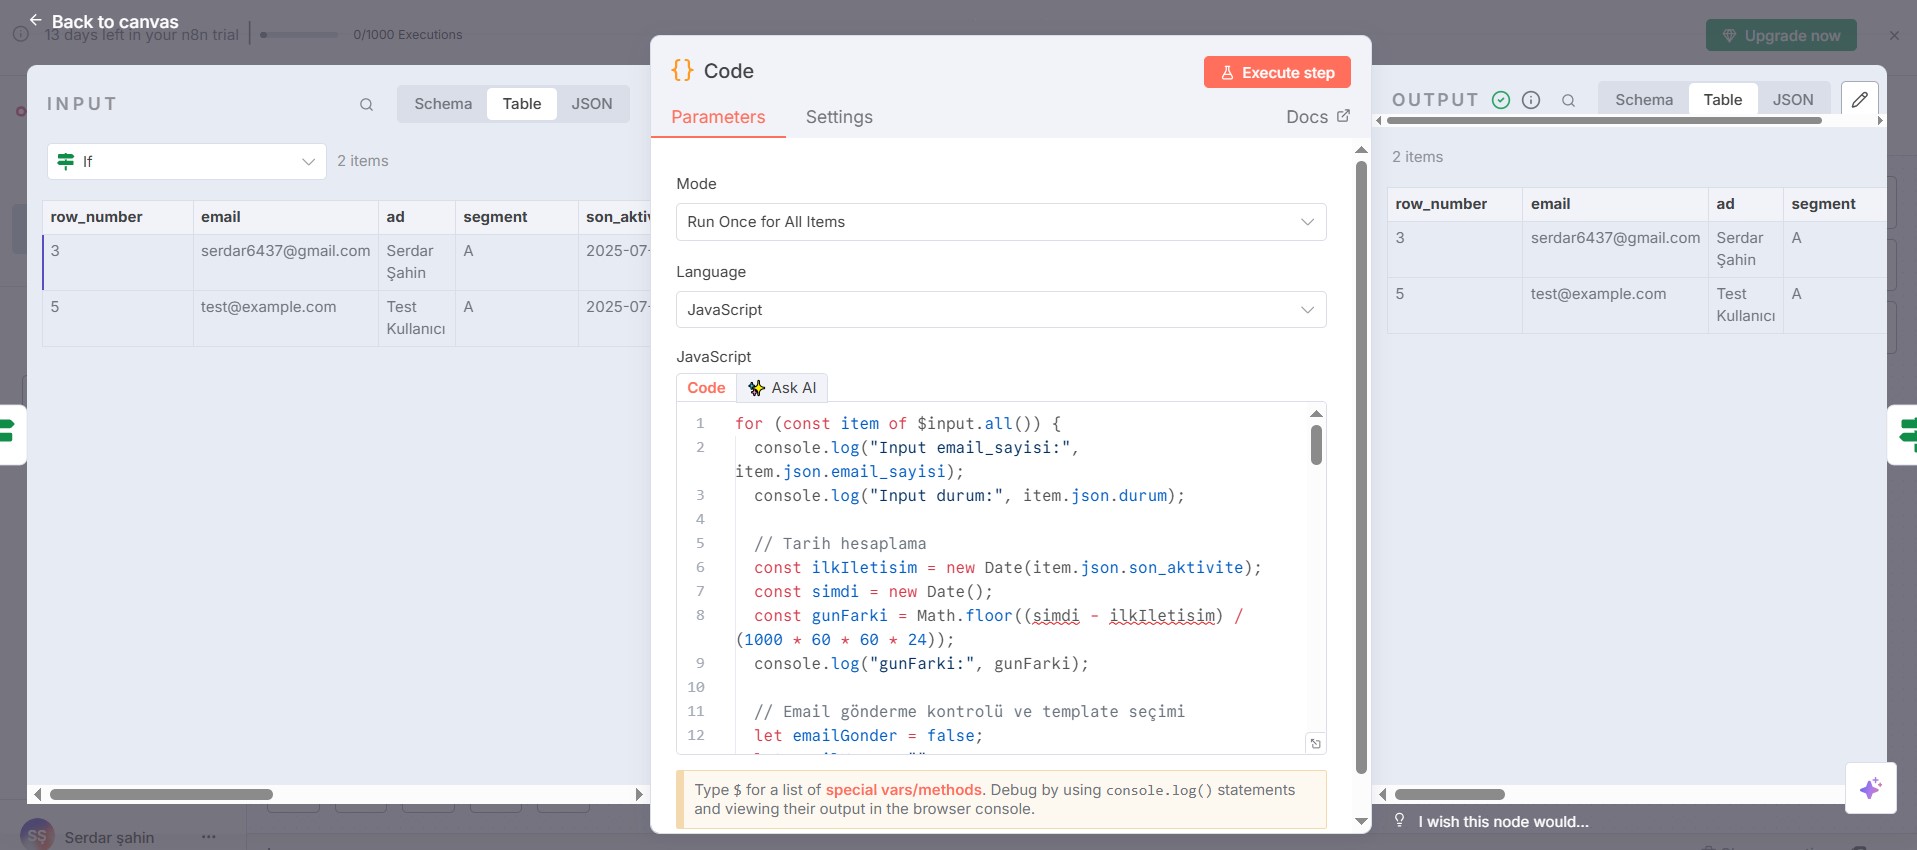 Back to canvas
13 days left in your n8n trial
0/1000 Executions
Upgrade now
INPUT
Schema
Table
JSON
If
2 items
row_number email ad segment son_aktiv
3 serdar6437@gmail.com Serdar Şahin A 2025-07-
5 test@example.com Test Kullanıcı A 2025-07-
{} Code
Execute step
Parameters
Settings
Docs
Mode
Run Once for All Items
Language
JavaScript
JavaScript
Code
Ask AI
1 for (const item of $input.all()) {
2 console.log("Input email_sayisi:",
item.json.email_sayisi);
3 console.log("Input durum:", item.json.durum);
4
5 // Tarih hesaplama
6 const ilkIletisim = new Date(item.json.son_aktivite);
7 const simdi = new Date();
8 const gunFarki = Math.floor((simdi - ilkIletisim) /
(1000 * 60 * 60 * 24));
9 console.log("gunFarki:", gunFarki);
10
11 // Email gönderme kontrolü ve template seçimi
12 let emailGonder = false;
Type $ for a list of special vars/methods. Debug by using console.log() statements
and viewing their output in the browser console.
OUTPUT
Schema
Table
JSON
2 items
row_number email ad segment
3 serdar6437@gmail.com Serdar Şahin A
5 test@example.com Test Kullanıcı A
I wish this node would...
SŞ
Serdar şahin